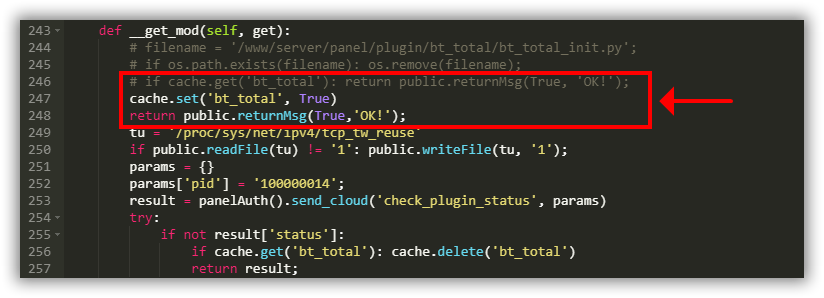 243 def __get_mod(self, get):
244 # filename = '/www/server/panel/plugin/bt_total/bt_total_init.py';
245 # if os.path.exists(filename): os.remove(filename);
246 # if cache.get('bt_total'): return public.returnMsg(True, 'OK!');
247 cache.set('bt_total', True)
248 return public.returnMsg(True,'OK!');
249 tu = '/proc/sys/net/ipv4/tcp_tw_reuse'
250 if public.readFile(tu) != '1': public.writeFile(tu, '1');
251 params = {}
252 params['pid'] = '100000014';
253 result = panelAuth().send_cloud('check_plugin_status', params)
254 try:
255 if not result['status']:
256 if cache.get('bt_total'): cache.delete('bt_total')
257 return result;